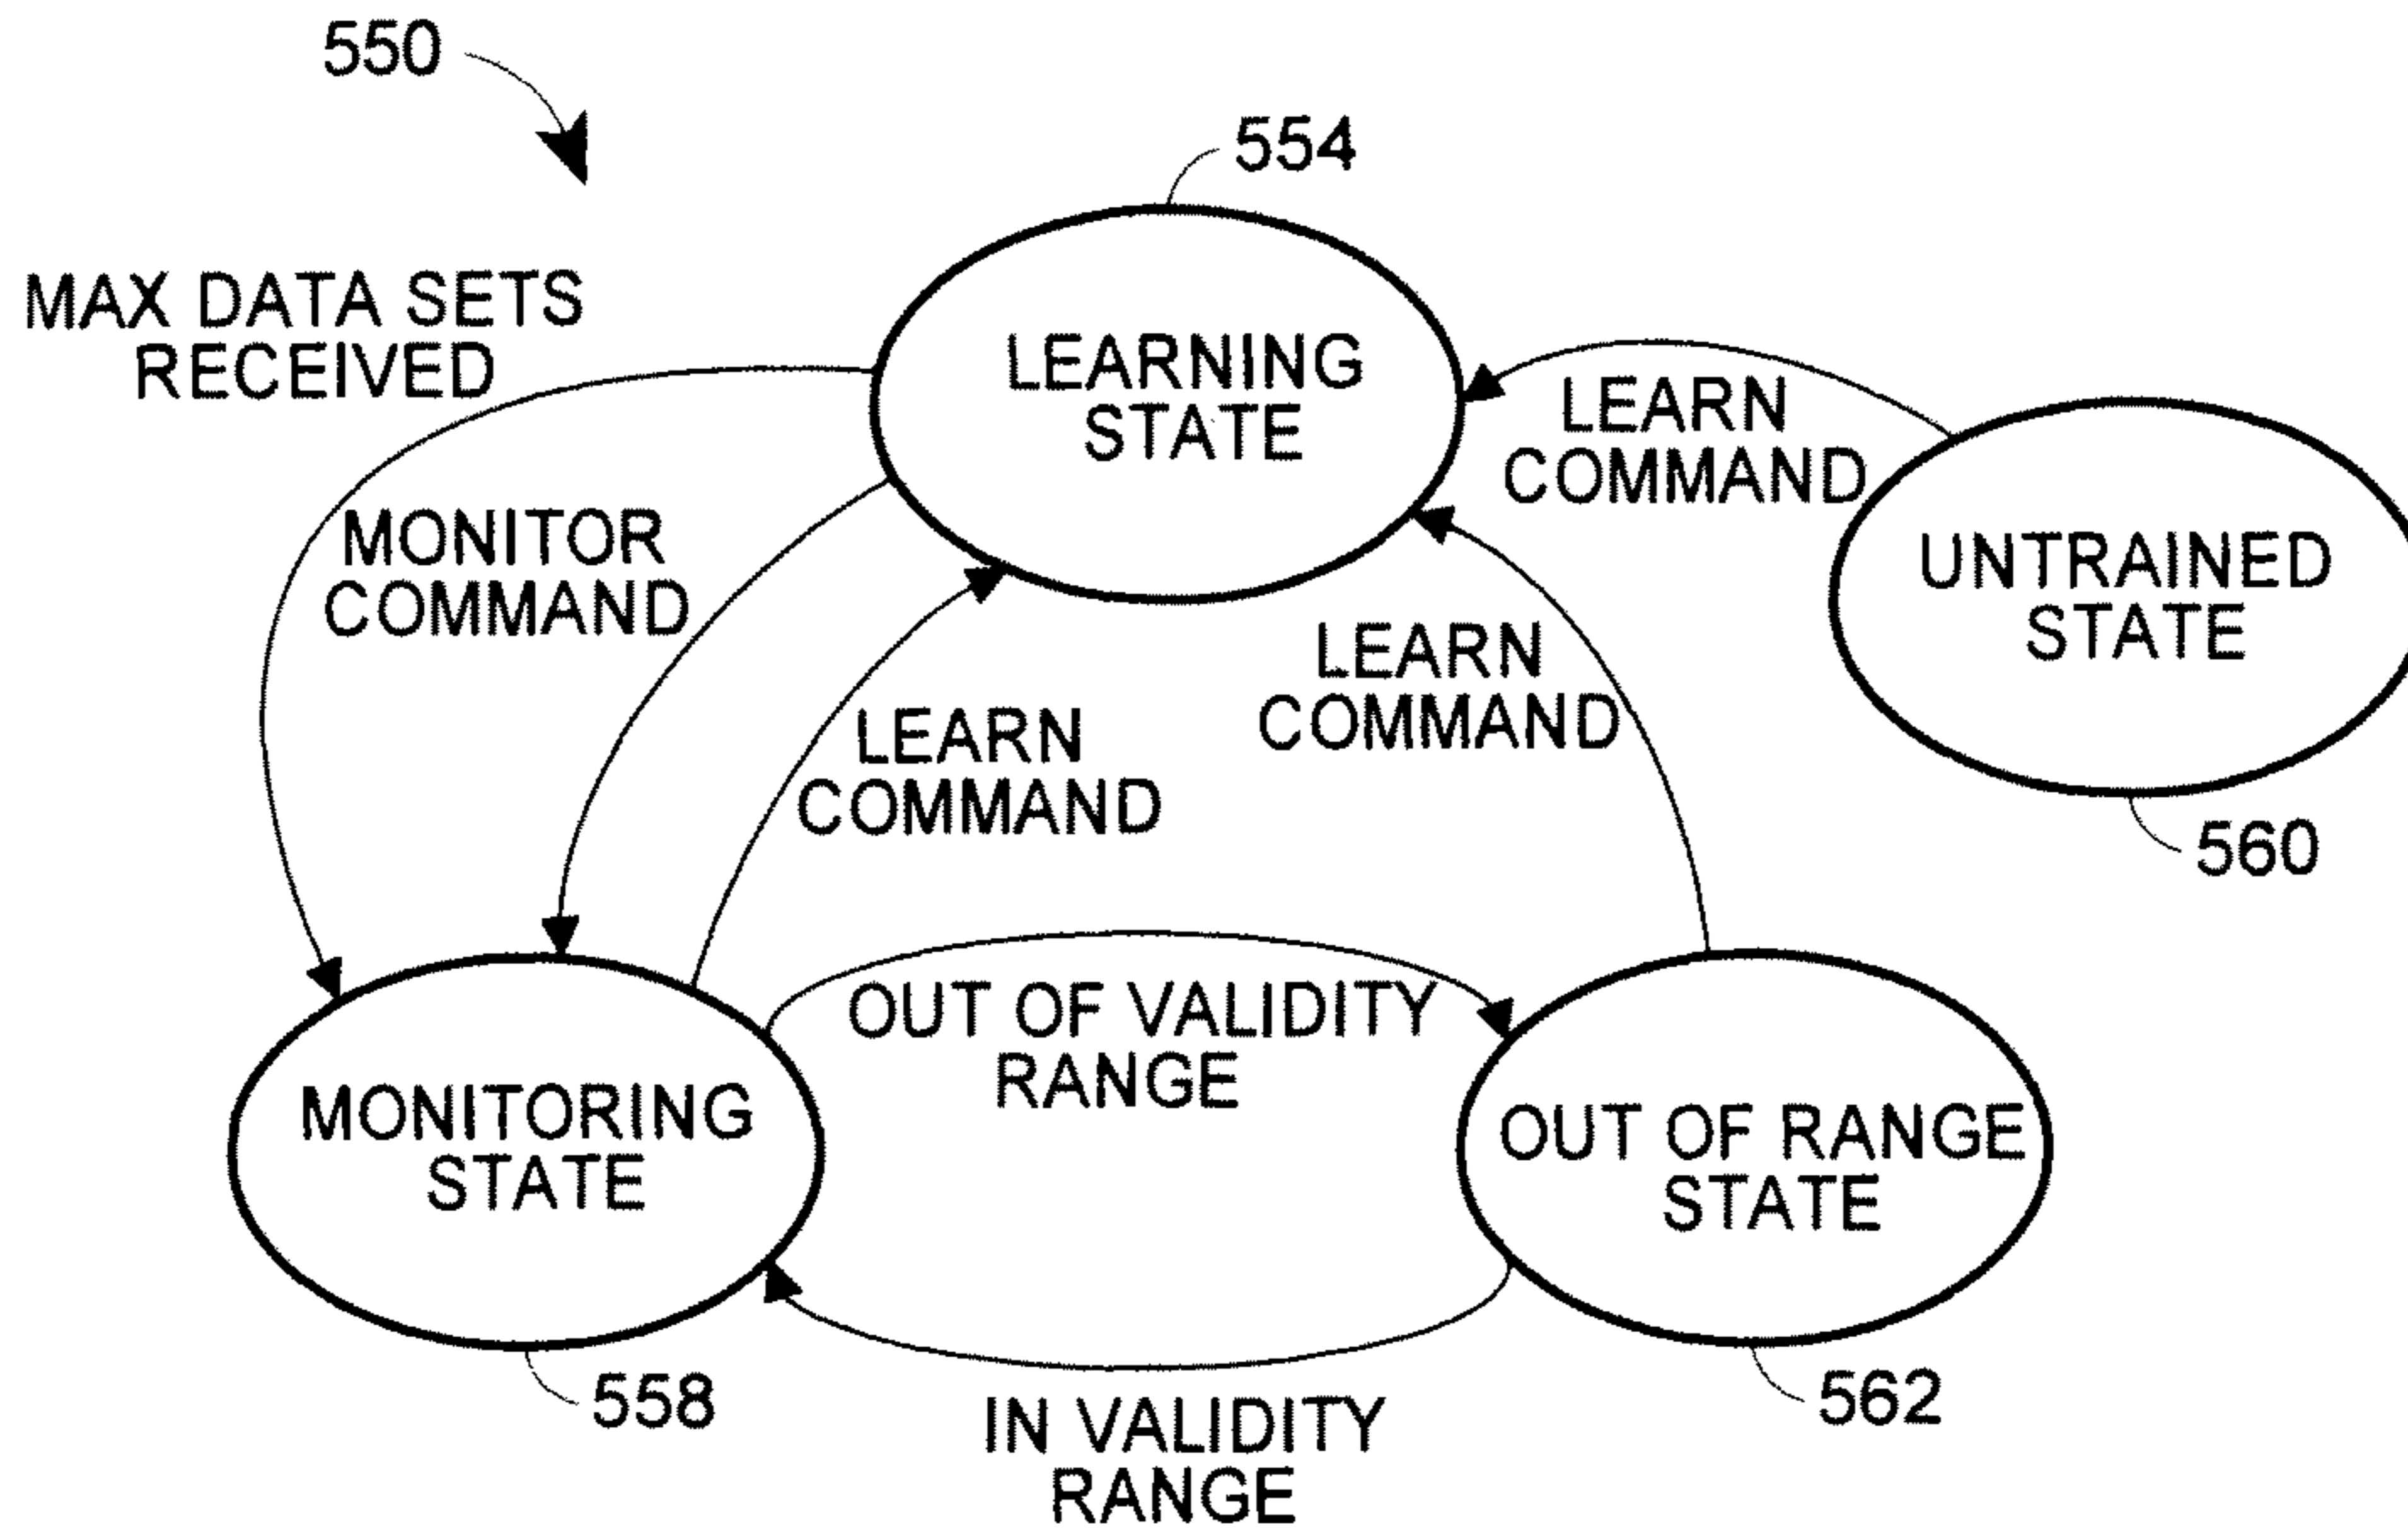 550
554
MAX DATA SETS
RECEIVED
LEARNING
STATE
LEARN
COMMAND
MONITOR
COMMAND
UNTRAINED
STATE
LEARN
COMMAND
LEARN
COMMAND
560
OUT OF VALIDITY
RANGE
MONITORING
STATE
OUT OF RANGE
STATE
558
562
IN VALIDITY
RANGE